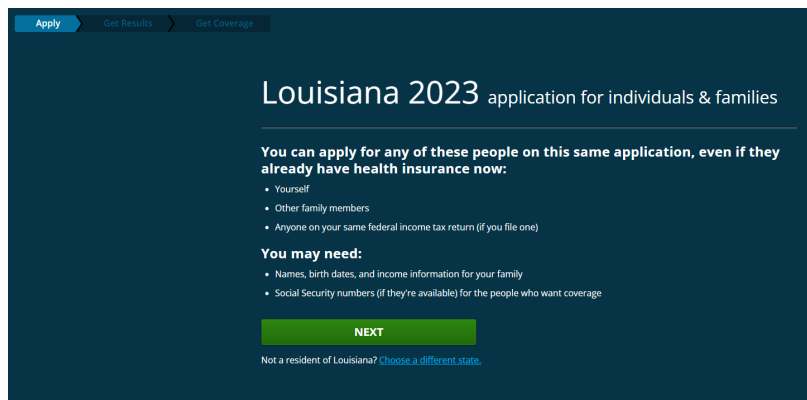 Apply Get Results Get Coverage
Louisiana 2023 application for individuals & families
You can apply for any of these people on this same application, even if they
already have health insurance now:
• Yourself
• Other family members
• Anyone on your same federal income tax return (if you file one)
You may need:
• Names, birth dates, and income information for your family
• Social Security numbers (if they're available) for the people who want coverage
NEXT
Not a resident of Louisiana? Choose a different state.